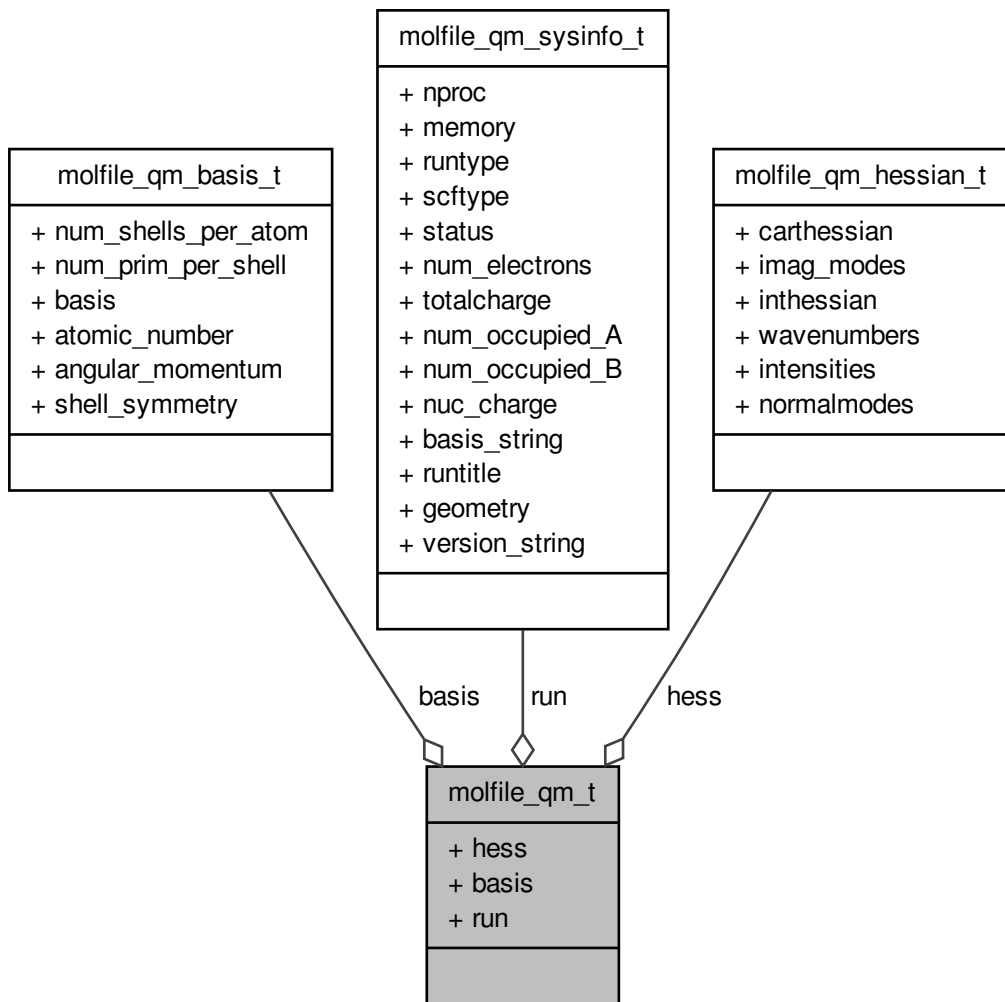 molfile_qm_sysinfo_t
+ nproc
+ memory
+ runtype
+ scftype
+ status
+ num_electrons
+ totalcharge
+ num_occupied_A
+ num_occupied_B
+ nuc_charge
+ basis_string
+ runtitle
+ geometry
+ version_string
molfile_qm_basis_t
+ num_shells_per_atom
+ num_prim_per_shell
+ basis
+ atomic_number
+ angular_momentum
+ shell_symmetry
molfile_qm_hessian_t
+ carthessian
+ imag_modes
+ inthessian
+ wavenumbers
+ intensities
+ normalmodes
basis
run
hess
molfile_qm_t
+ hess
+ basis
+ run